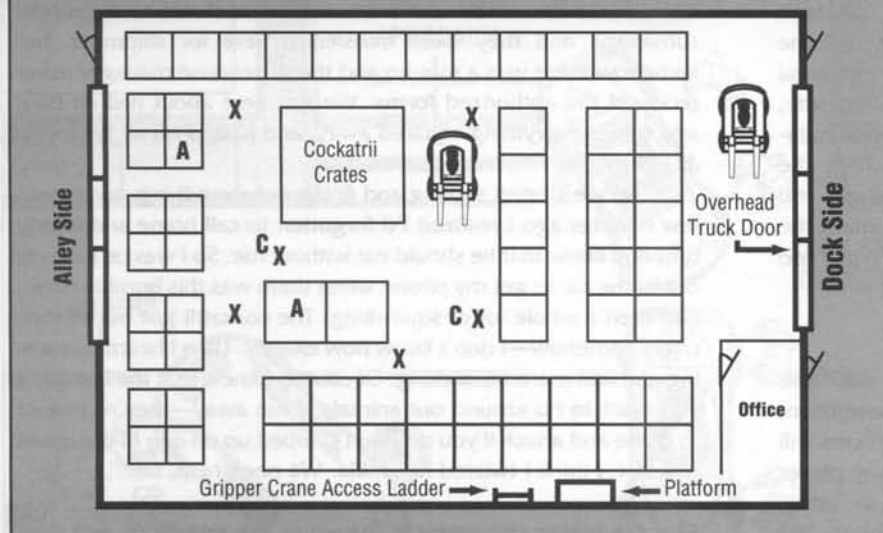 X
X
A
Cockatrii
Crates
Overhead
Truck Door
Alley Side
Dock Side
C X
A
X
C X
X
Office
Gripper Crane Access Ladder
Platform